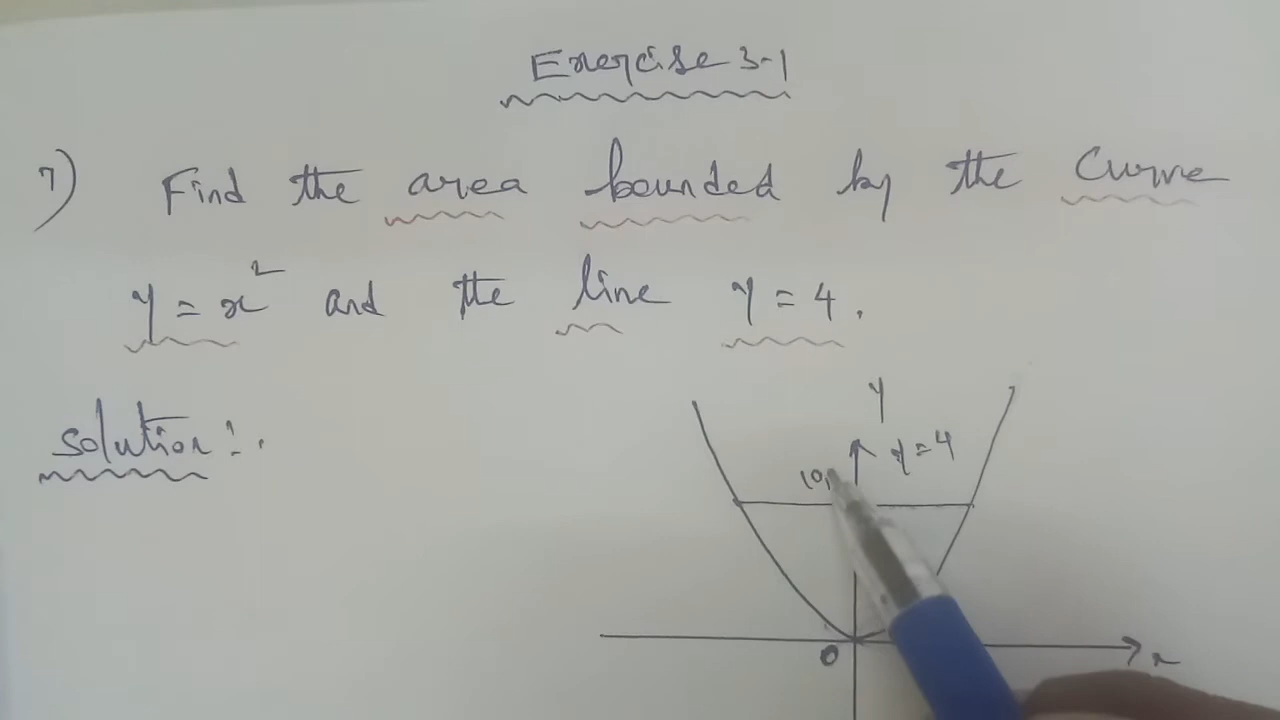 Exercise 3-1
7) Find the area bounded by the curve
y = x² and the line y = 4.
Solution:.
y
y = 4
(0,
0
x